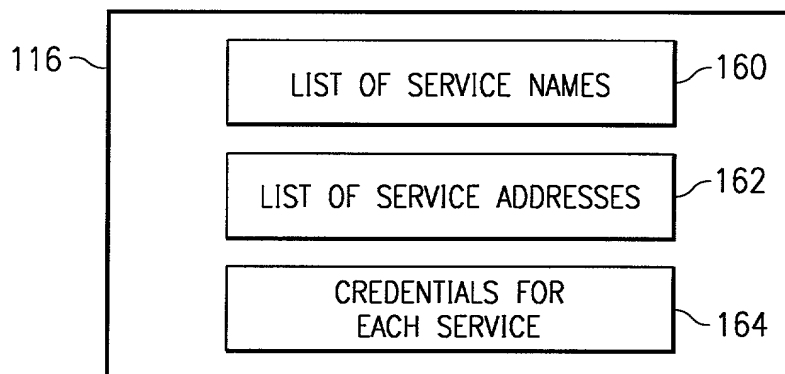 116
LIST OF SERVICE NAMES
160
LIST OF SERVICE ADDRESSES
162
CREDENTIALS FOR
EACH SERVICE
164